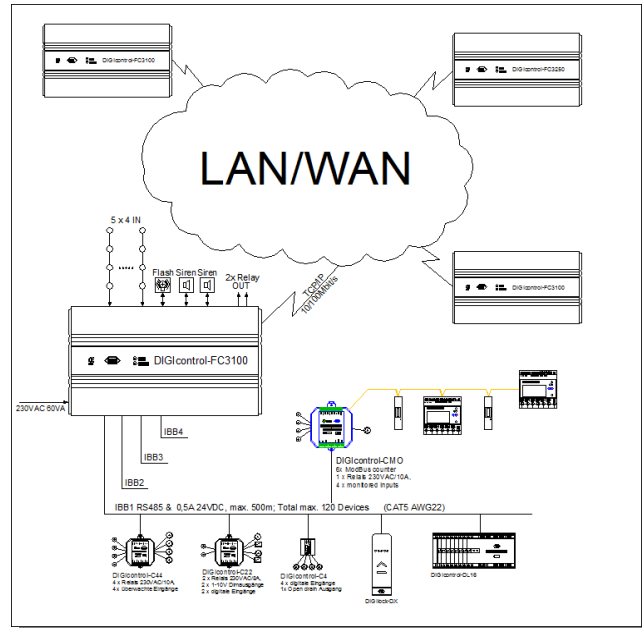 DIGIcontrol-FC3100
DIGIcontrol-FC3250
LAN/WAN
5 x 4 IN
Flash Siren Siren
2x Relay
OUT
TCP/IP
10/100Mbit/s
DIGIcontrol-FC3100
DIGIcontrol-FC3100
230VAC 60VA
IBB4
IBB3
IBB2
DIGIcontrol-CMO
6x ModBus counter
1 x Relais 230VAC/10A,
4 x monitored Inputs
IBB1 RS485 & 0,5A 24VDC, max. 500m; Total max. 120 Devices (CAT5 AWG22)
DIGIcontrol-C44
4 x Relais 230VAC/10A,
4 x überwachte Eingänge
DIGIcontrol-C22
2 x Relais 230VAC/8A,
2 x 1-10V Dimausgänge
2 x digitale Eingänge
DIGIcontrol-C4
4 x digitale Eingänge
1x Open drain Ausgang
DIGIlock-DX
DIGIcontrol-DL16